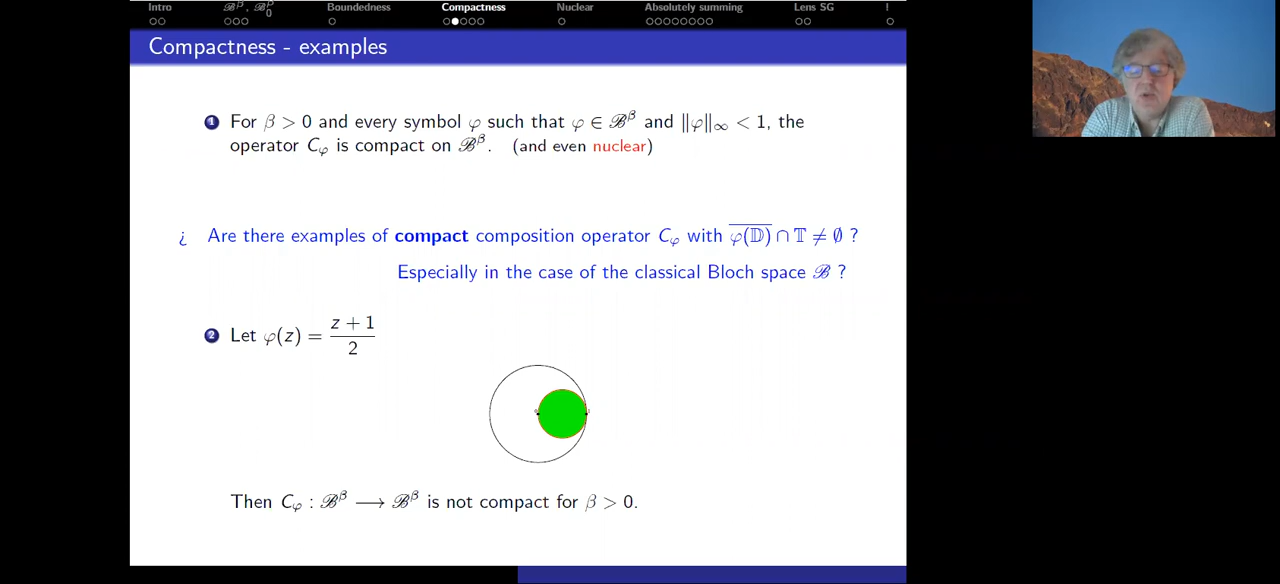 Intro ℬ^β, ℬ₀^β Boundedness Compactness Nuclear Absolutely summing Lens SG !
Compactness - examples
1 For β > 0 and every symbol φ such that φ ∈ ℬ^β and ‖φ‖_∞ < 1, the
operator C_φ is compact on ℬ^β. (and even nuclear)
¿ Are there examples of compact composition operator C_φ with \overline{φ(𝔻)} ∩ 𝕋 ≠ ∅ ?
Especially in the case of the classical Bloch space ℬ ?
2 Let φ(z) = \frac{z + 1}{2}
Then C_φ : ℬ^β ⟶ ℬ^β is not compact for β > 0.